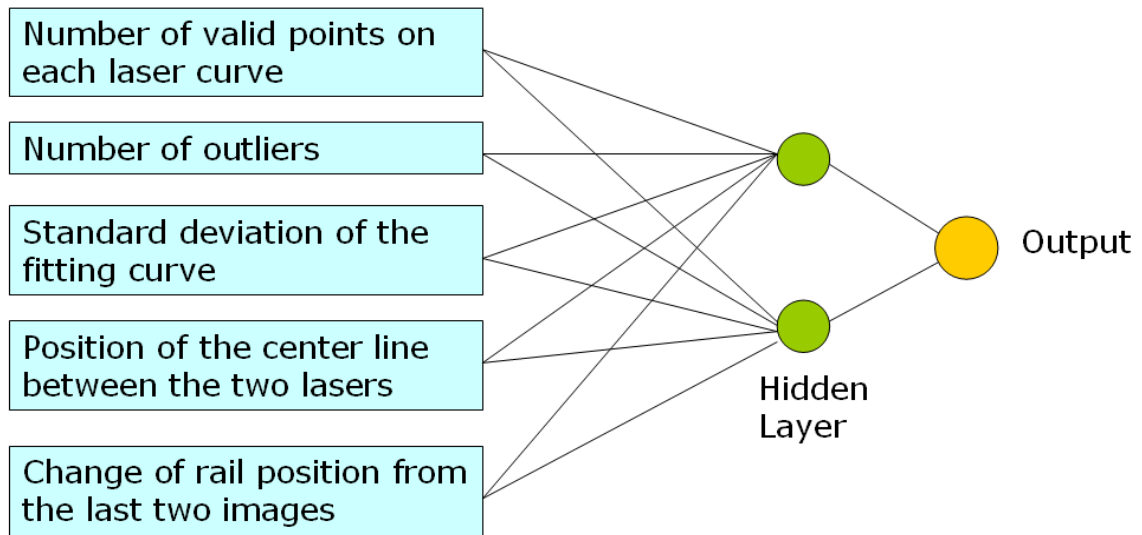 Number of valid points on
each laser curve
Number of outliers
Standard deviation of the
fitting curve
Position of the center line
between the two lasers
Change of rail position from
the last two images
Hidden
Layer
Output